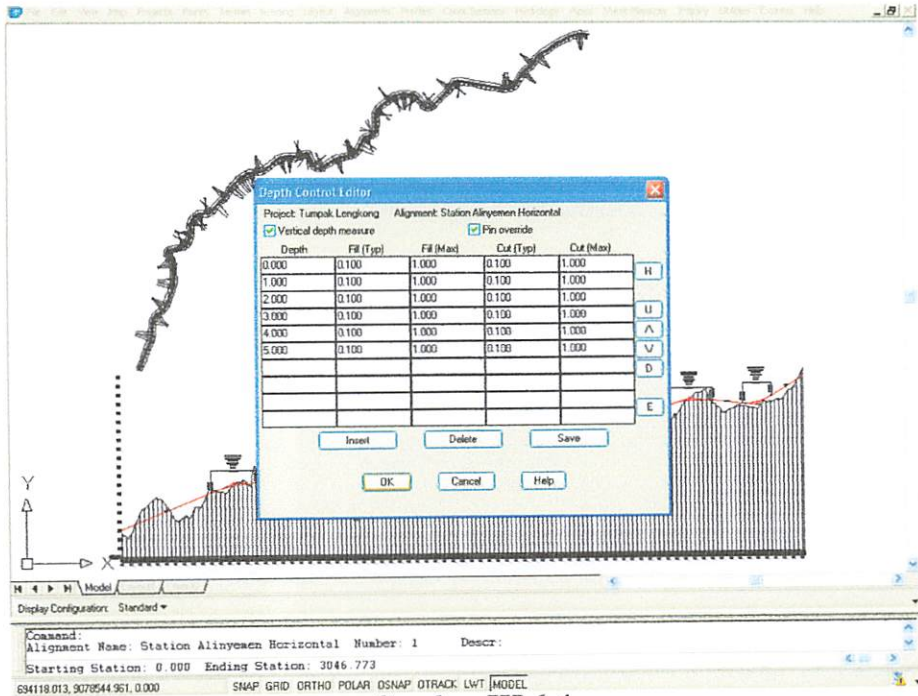 Depth Control Editor
Project: Tumpak Lengkong Alignment: Station Alinyemen Horizontal
Vertical depth measure Pin override
Depth Fill (Typ) Fill (Max) Cut (Typ) Cut (Max)
0.000 0.100 1.000 0.100 1.000
1.000 0.100 1.000 0.100 1.000
2.000 0.100 1.000 0.100 1.000
3.000 0.100 1.000 0.100 1.000
4.000 0.100 1.000 0.100 1.000
5.000 0.100 1.000 0.100 1.000
H
U
Λ
V
D
E
Insert Delete Save
OK Cancel Help
Y
X
Model
Display Configuration: Standard
Command:
Alignment Name: Station Alinyemen Horizontal Number: 1 Descr:
Starting Station: 0.000 Ending Station: 3046.773
694118.013, 9078544.961, 0.000 SNAP GRID ORTHO POLAR OSNAP OTRACK LWT MODEL